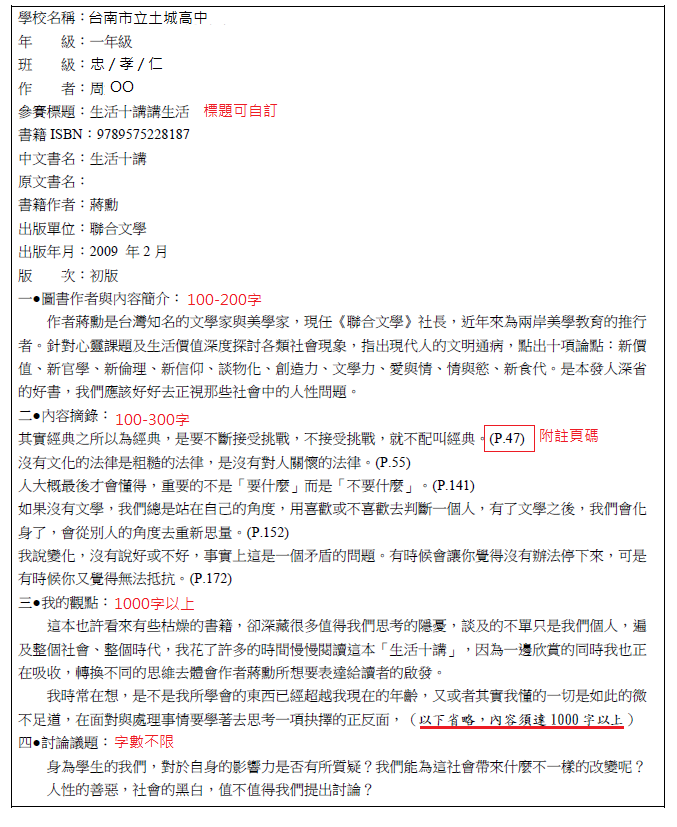 學校名稱：台南市立土城高中
年　　級：一年級
班　　級：忠／孝／仁
作　　者：周 〇〇
參賽標題：生活十講講生活 標題可自訂
書籍 ISBN：9789575228187
中文書名：生活十講
原文書名：
書籍作者：蔣勳
出版單位：聯合文學
出版年月：2009 年 2 月
版　　次：初版
一●圖書作者與內容簡介：100-200字
作者蔣勳是台灣知名的文學家與美學家，現任《聯合文學》社長，近年來為兩岸美學教育的推行
者。針對心靈課題及生活價值深度探討各類社會現象，指出現代人的文明通病，點出十項論點：新價
值、新官學、新倫理、新信仰、談物化、創造力、文學力、愛與情、情與慾、新食代。是本發人深省
的好書，我們應該好好去正視那些社會中的人性問題。
二●內容摘錄：100-300字
其實經典之所以為經典，是要不斷接受挑戰，不接受挑戰，就不配叫經典。(P.47) 附註頁碼
沒有文化的法律是粗糙的法律，是沒有對人關懷的法律。(P.55)
人大概最後才會懂得，重要的不是「要什麼」而是「不要什麼」。(P.141)
如果沒有文學，我們總是站在自己的角度，用喜歡或不喜歡去判斷一個人，有了文學之後，我們會化
身了，會從別人的角度去重新思量。(P.152)
我說變化，沒有說好或不好，事實上這是一個矛盾的問題。有時候會讓你覺得沒有辦法停下來，可是
有時候你又覺得無法抵抗。(P.172)
三●我的觀點：1000字以上
這本也許看來有些枯燥的書籍，卻深藏很多值得我們思考的隱憂，談及的不單只是我們個人，遍
及整個社會、整個時代，我花了許多的時間慢慢閱讀這本「生活十講」，因為一邊欣賞的同時我也正
在吸收，轉換不同的思維去體會作者蔣勳所想要表達給讀者的啟發。
我時常在想，是不是我所學會的東西已經超越我現在的年齡，又或者其實我懂的一切是如此的微
不足道，在面對與處理事情要學著去思考一項抉擇的正反面，（以下省略，內容須達 1000 字以上）
四●討論議題：字數不限
身為學生的我們，對於自身的影響力是否有所質疑？我們能為這社會帶來什麼不一樣的改變呢？
人性的善惡，社會的黑白，值不值得我們提出討論？